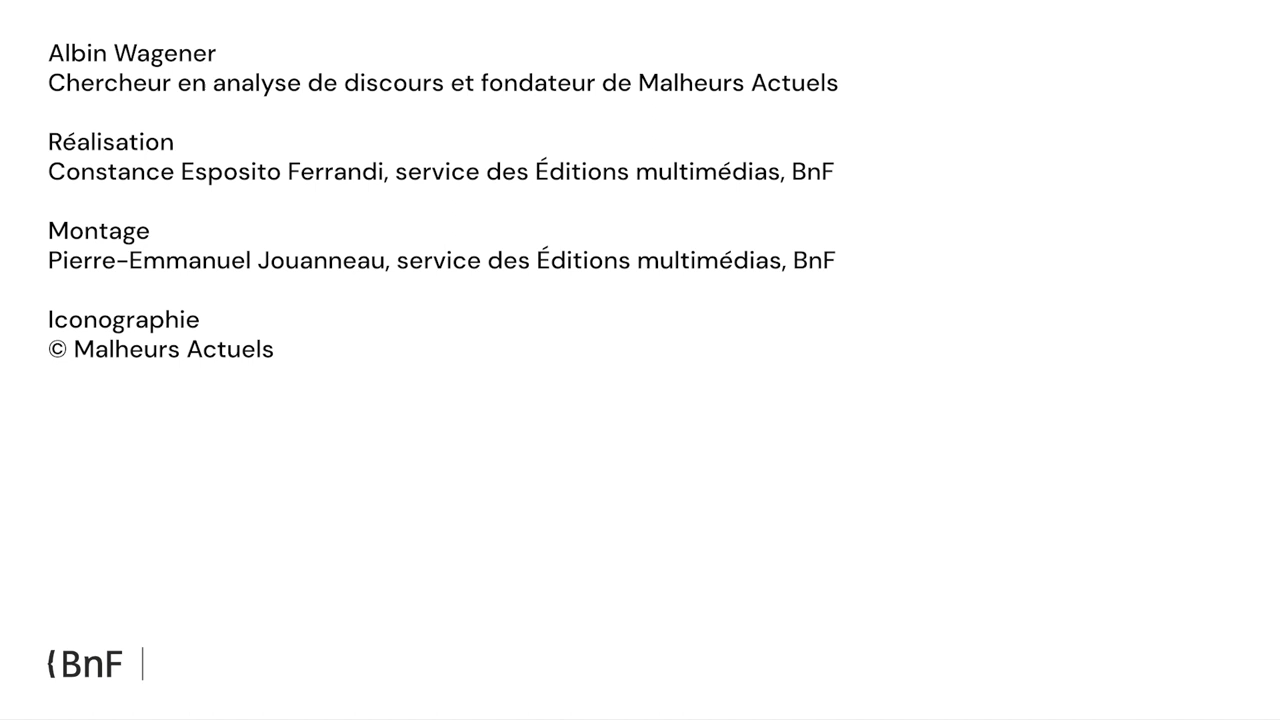 Albin Wagener
Chercheur en analyse de discours et fondateur de Malheurs Actuels
Réalisation
Constance Esposito Ferrandi, service des Éditions multimédias, BnF
Montage
Pierre-Emmanuel Jouanneau, service des Éditions multimédias, BnF
Iconographie
© Malheurs Actuels
{BnF |